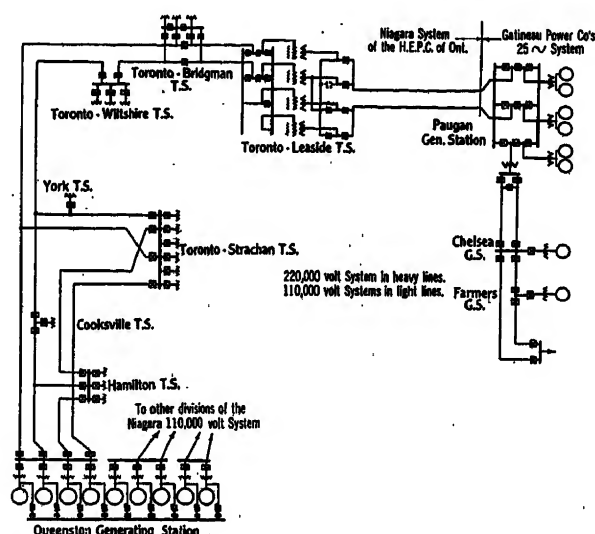 Niagara System
of the H.E.P.C. of Ont.
Gatineau Power Co's
25 ~ System
Toronto - Bridgman
T.S.
Toronto - Wiltshire T.S.
Toronto - Leaside T.S.
Paugan
Gen. Station
York T.S.
Toronto - Strachan T.S.
Chelsea
G.S.
220,000 volt System in heavy lines.
110,000 volt Systems in light lines.
Farmers
G.S.
Cooksville T.S.
Hamilton T.S.
To other divisions of the
Niagara 110,000 volt System
Queenston Generating Station